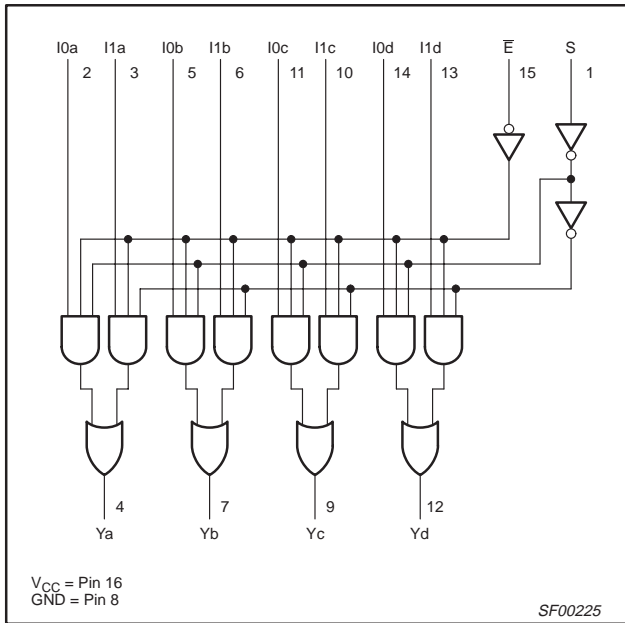 I0a I1a I0b I1b I0c I1c I0d I1d E̅ S
2 3 5 6 11 10 14 13 15 1
4 7 9 12
Ya Yb Yc Yd
VCC = Pin 16
GND = Pin 8
SF00225